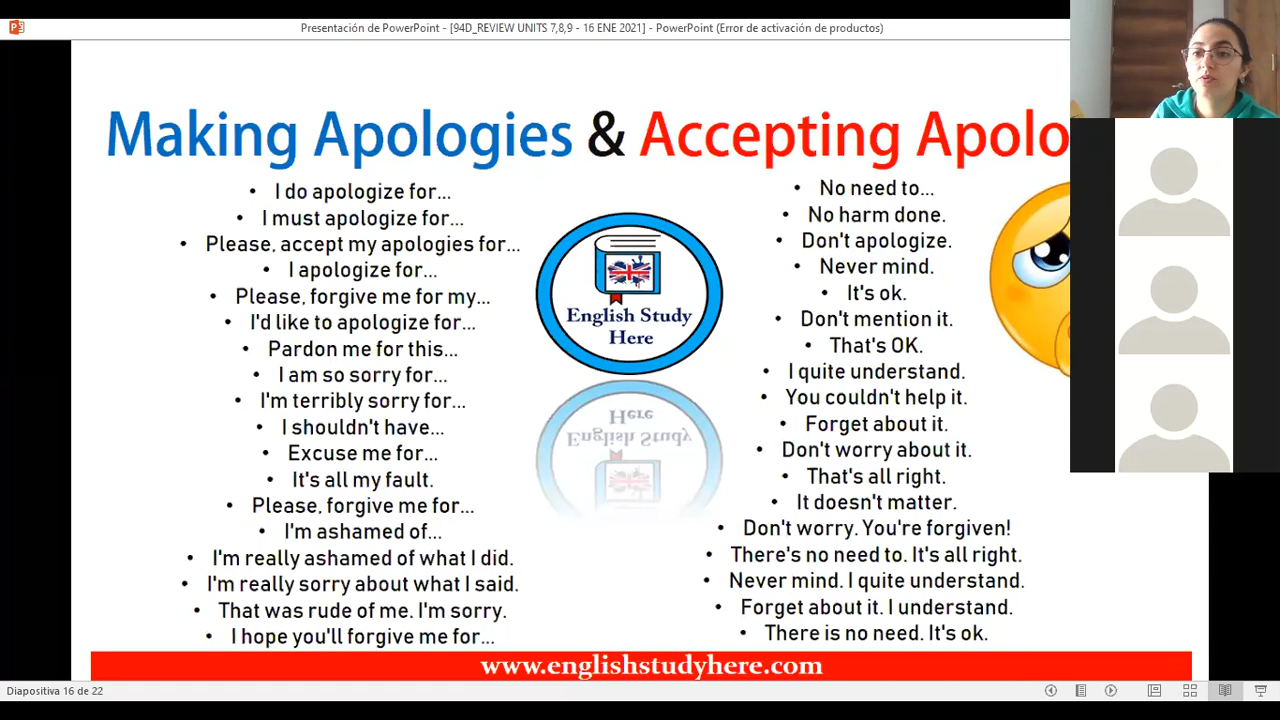 Presentación de PowerPoint - [94D_REVIEW UNITS 7,8,9 - 16 ENE 2021] - PowerPoint (Error de activación de productos)
Making Apologies & Accepting Apolo
• I do apologize for...
• I must apologize for...
• Please, accept my apologies for...
• I apologize for...
• Please, forgive me for my...
• I'd like to apologize for...
• Pardon me for this...
• I am so sorry for...
• I'm terribly sorry for...
• I shouldn't have...
• Excuse me for...
• It's all my fault.
• Please, forgive me for...
• I'm ashamed of...
• I'm really ashamed of what I did.
• I'm really sorry about what I said.
• That was rude of me. I'm sorry.
• I hope you'll forgive me for...
English Study
Here
• No need to...
• No harm done.
• Don't apologize.
• Never mind.
• It's ok.
• Don't mention it.
• That's OK.
• I quite understand.
• You couldn't help it.
• Forget about it.
• Don't worry about it.
• That's all right.
• It doesn't matter.
• Don't worry. You're forgiven!
• There's no need to. It's all right.
• Never mind. I quite understand.
• Forget about it. I understand.
• There is no need. It's ok.
www.englishstudyhere.com
Diapositiva 16 de 22